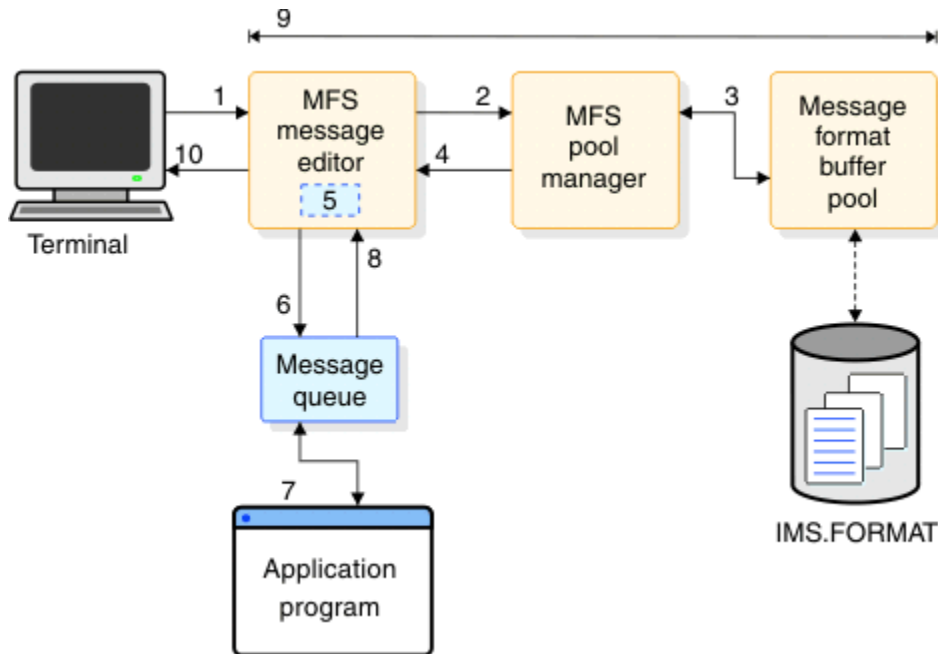 9
1
MFS
message
editor
2
MFS
pool
manager
3
Message
format
buffer
pool
10
4
5
Terminal
8
6
Message
queue
7
Application
program
IMS.FORMAT